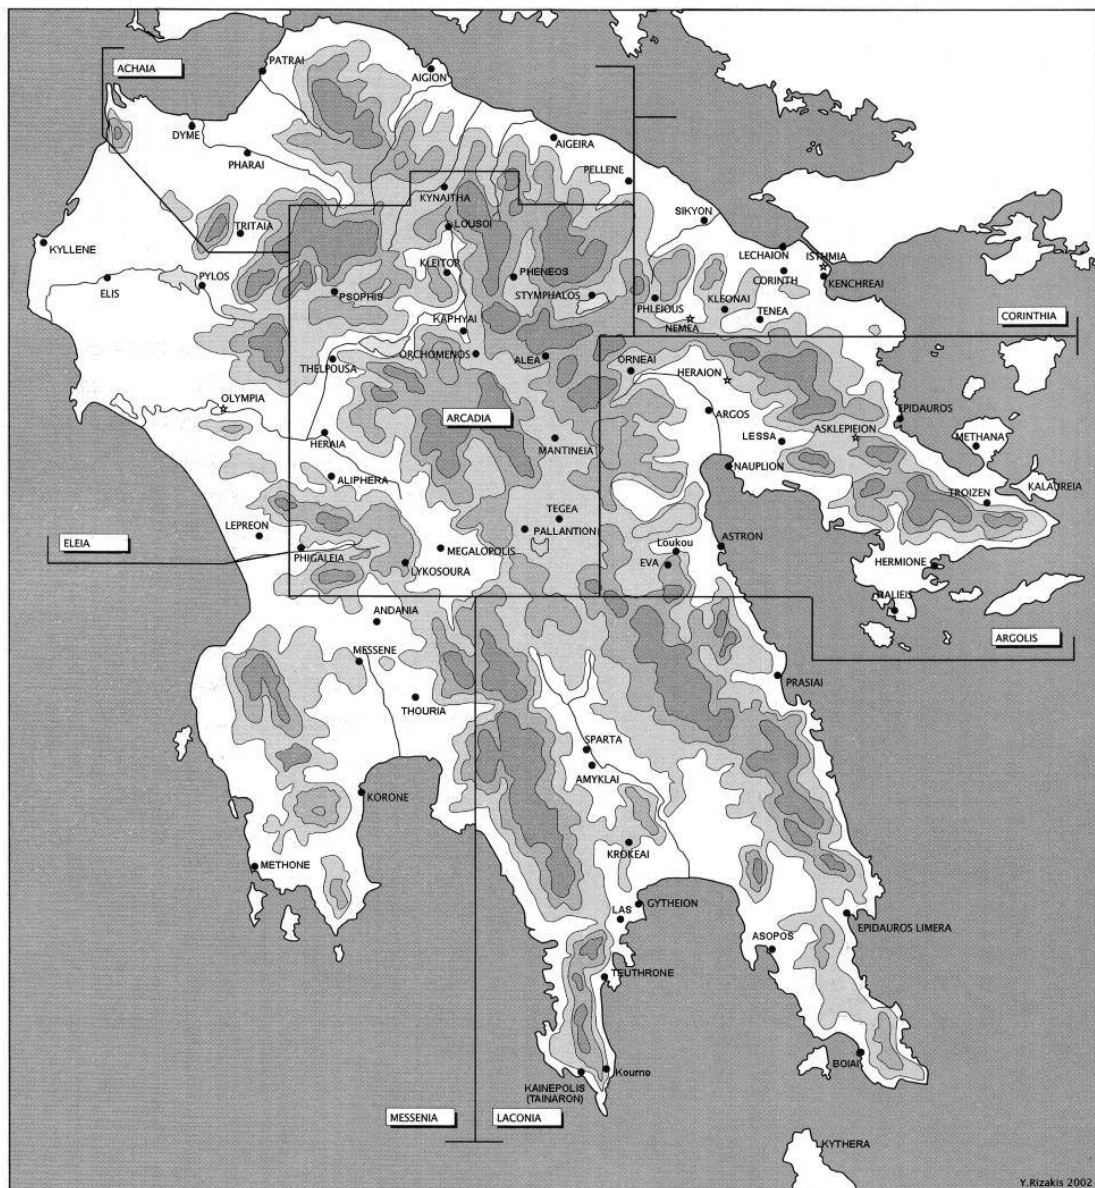 ACHAIA
PATRAI
AIGION
DYME
PHARAI
AIGEIRA
PELLENE
KYNAITHA
SIKYON
TRITAIA
LOUSOI
KYLLENE
LECHAION
ISTHMIA
ELIS
PYLOS
KLEITOR
PHENEOS
CORINTH
KENCHREAI
PSOPHIS
STYMPHALOS
PHLEIOUS
KLEONAI
NEMEA
TENEA
CORINTHIA
KAPHYAI
THELPOUSA
ORCHOMENOS
ALEA
ORNEAI
HERAION
OLYMPIA
ARCADIA
ARGOS
EPIDAUROS
HERAIA
MANTINEIA
LESSA
ASKLEPIEION
METHANA
ALIPHERA
NAUPLION
KALAUREIA
TROIZEN
LEPREON
TEGEA
PALLANTION
ELEIA
PHIGALEIA
MEGALOPOLIS
LYKOSOURA
Loukou
ASTRON
EVA
HERMIONE
HALIEIS
ANDANIA
ARGOLIS
MESSENE
PRASIAI
THOURIA
SPARTA
AMYKLAI
KORONE
KROKEAI
METHONE
LAS
GYTHEION
EPIDAUROS LIMERA
ASOPOS
TEUTHRONE
BOIAI
Kourno
KAINEPOLIS
(TAINARON)
MESSENIA
LACONIA
KYTHERA
Y.Rizakis 2002